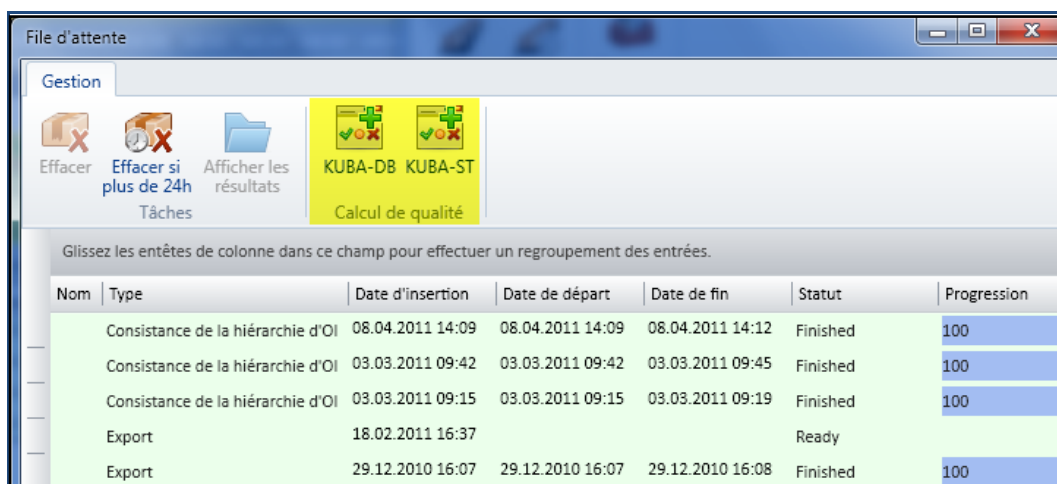 File d'attente
Gestion
Effacer
Effacer si
plus de 24h
Afficher les
résultats
Tâches
KUBA-DB KUBA-ST
Calcul de qualité
Glissez les entêtes de colonne dans ce champ pour effectuer un regroupement des entrées.
Nom Type Date d'insertion Date de départ Date de fin Statut Progression
Consistance de la hiérarchie d'OI 08.04.2011 14:09 08.04.2011 14:09 08.04.2011 14:12 Finished 100
Consistance de la hiérarchie d'OI 03.03.2011 09:42 03.03.2011 09:42 03.03.2011 09:45 Finished 100
Consistance de la hiérarchie d'OI 03.03.2011 09:15 03.03.2011 09:15 03.03.2011 09:19 Finished 100
Export 18.02.2011 16:37 Ready
Export 29.12.2010 16:07 29.12.2010 16:07 29.12.2010 16:08 Finished 100